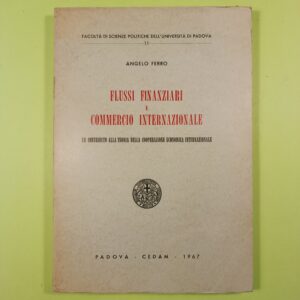 FACOLTÀ DI SCIENZE POLITICHE DELL'UNIVERSITÀ DI PADOVA
11
ANGELO FERRO
FLUSSI FINANZIARI
E
COMMERCIO INTERNAZIONALE
UN CONTRIBUTO ALLA TEORIA DELLA COOPERAZIONE ECONOMICA INTERNAZIONALE
PADOVA - CEDAM - 1967